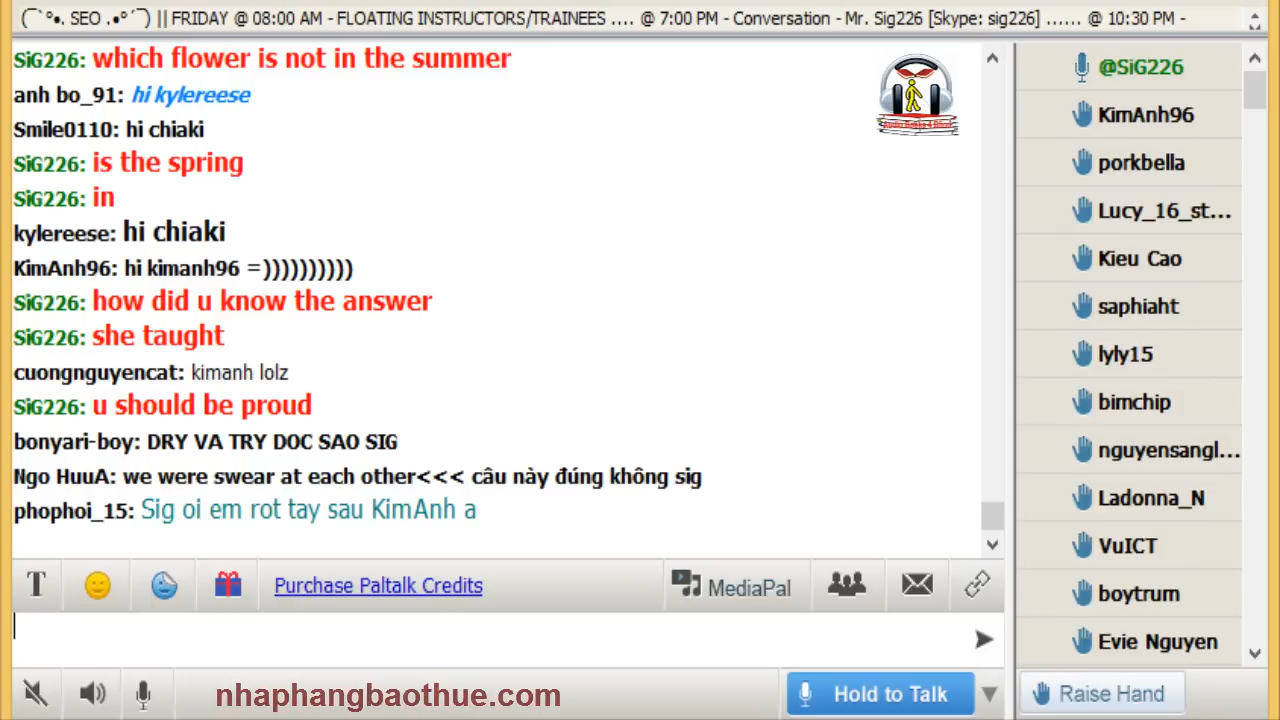 (¯`°•. SEO .•°´¯) || FRIDAY @ 08:00 AM - FLOATING INSTRUCTORS/TRAINEES .... @ 7:00 PM - Conversation - Mr. Sig226 [Skype: sig226] ...... @ 10:30 PM -
SiG226: which flower is not in the summer
anh bo_91: hi kylereese
Smile0110: hi chiaki
SiG226: is the spring
SiG226: in
kylereese: hi chiaki
KimAnh96: hi kimanh96 =))))))))))
SiG226: how did u know the answer
SiG226: she taught
cuongnguyencat: kimanh lolz
SiG226: u should be proud
bonyari-boy: DRY VA TRY DOC SAO SIG
Ngo HuuA: we were swear at each other<<< câu này đúng không sig
phophoi_15: Sig oi em rot tay sau KimAnh a
@SiG226
KimAnh96
porkbella
Lucy_16_st...
Kieu Cao
saphiaht
lyly15
bimchip
nguyensangl...
Ladonna_N
VuICT
boytrum
Evie Nguyen
T
Purchase Paltalk Credits
MediaPal
nhaphangbaothue.com
Hold to Talk
Raise Hand